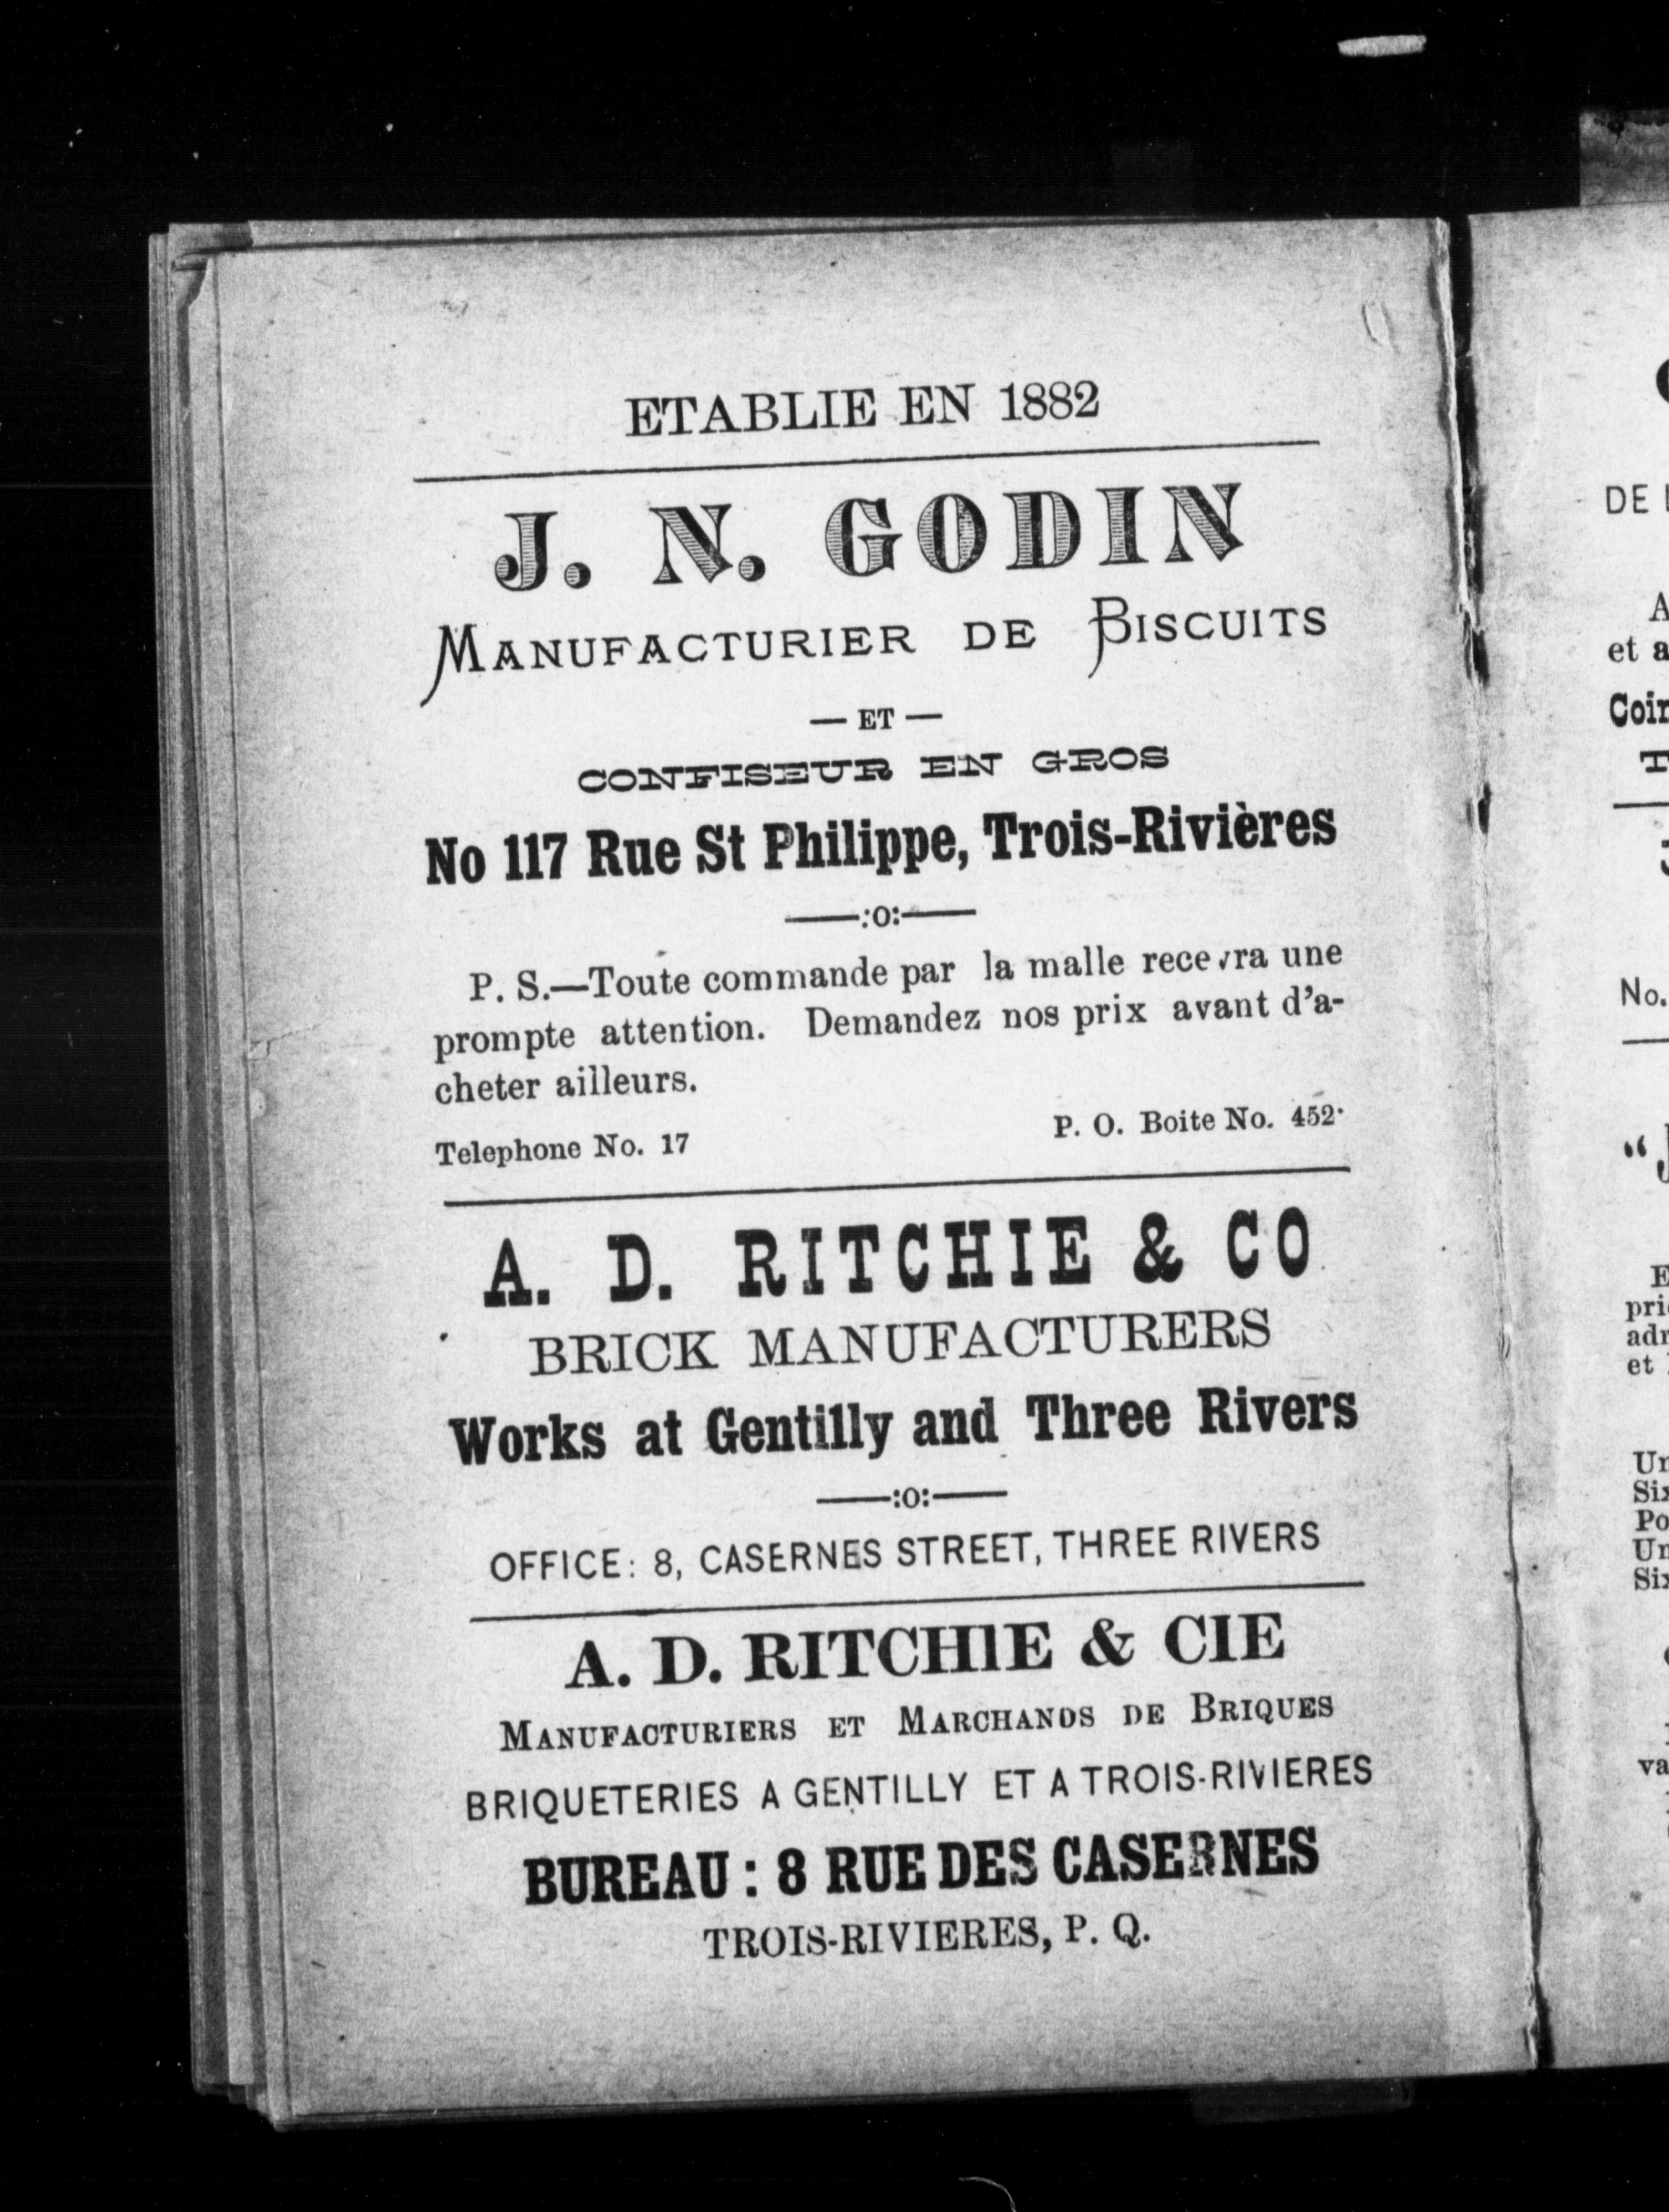 ETABLIE EN 1882
J. N. GODIN
MANUFACTURIER DE BISCUITS
— ET —
CONFISEUR EN GROS
No 117 Rue St Philippe, Trois-Rivières
——:o:——
P. S.—Toute commande par la malle recevra une
prompte attention. Demandez nos prix avant d'a-
cheter ailleurs.
Telephone No. 17 P. O. Boite No. 452·
A. D. RITCHIE & CO.
BRICK MANUFACTURERS
Works at Gentilly and Three Rivers
——:o:——
OFFICE: 8, CASERNES STREET, THREE RIVERS
A. D. RITCHIE & CIE
MANUFACTURIERS ET MARCHANDS DE BRIQUES
BRIQUETERIES A GENTILLY ET A TROIS-RIVIERES
BUREAU : 8 RUE DES CASERNES
TROIS-RIVIERES, P. Q.
DE
et
No.
et